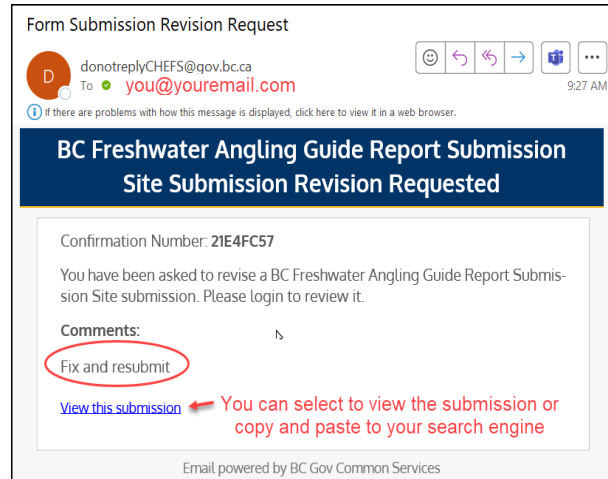 Form Submission Revision Request
D
donotreplyCHEFS@gov.bc.ca
To you@youremail.com
9:27 AM
i If there are problems with how this message is displayed, click here to view it in a web browser.
BC Freshwater Angling Guide Report Submission
Site Submission Revision Requested
Confirmation Number: 21E4FC57
You have been asked to revise a BC Freshwater Angling Guide Report Submis-
sion Site submission. Please login to review it.
Comments:
Fix and resubmit
View this submission You can select to view the submission or
copy and paste to your search engine
Email powered by BC Gov Common Services